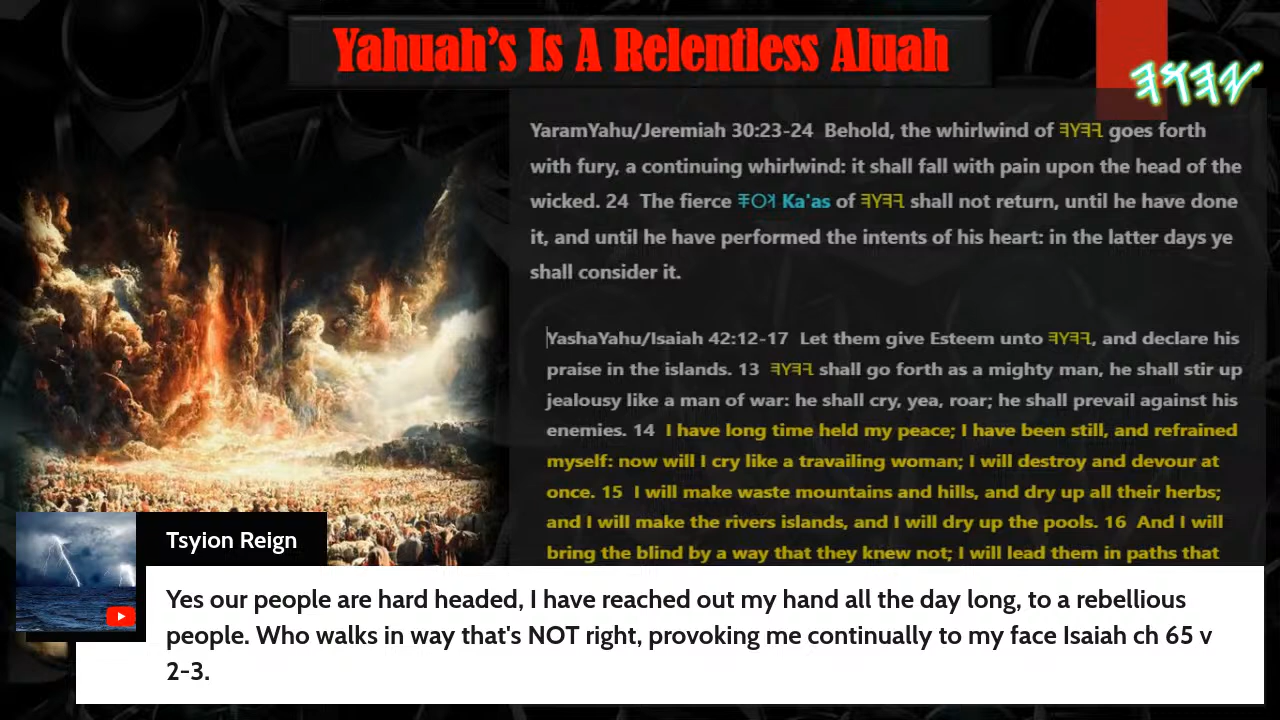 Yahuah's Is A Relentless Aluah
𐤉𐤄𐤅𐤄
YaramYahu/Jeremiah 30:23-24 Behold, the whirlwind of 𐤉𐤄𐤅𐤄 goes forth
with fury, a continuing whirlwind: it shall fall with pain upon the head of the
wicked. 24 The fierce 𐤊𐤏𐤎 Ka'as of 𐤉𐤄𐤅𐤄 shall not return, until he have done
it, and until he have performed the intents of his heart: in the latter days ye
shall consider it.
YashaYahu/Isaiah 42:12-17 Let them give Esteem unto 𐤉𐤄𐤅𐤄, and declare his
praise in the islands. 13 𐤉𐤄𐤅𐤄 shall go forth as a mighty man, he shall stir up
jealousy like a man of war: he shall cry, yea, roar; he shall prevail against his
enemies. 14 I have long time held my peace; I have been still, and refrained
myself: now will I cry like a travailing woman; I will destroy and devour at
once. 15 I will make waste mountains and hills, and dry up all their herbs;
and I will make the rivers islands, and I will dry up the pools. 16 And I will
bring the blind by a way that they knew not; I will lead them in paths that
Tsyion Reign
Yes our people are hard headed, I have reached out my hand all the day long, to a rebellious
people. Who walks in way that's NOT right, provoking me continually to my face Isaiah ch 65 v
2-3.